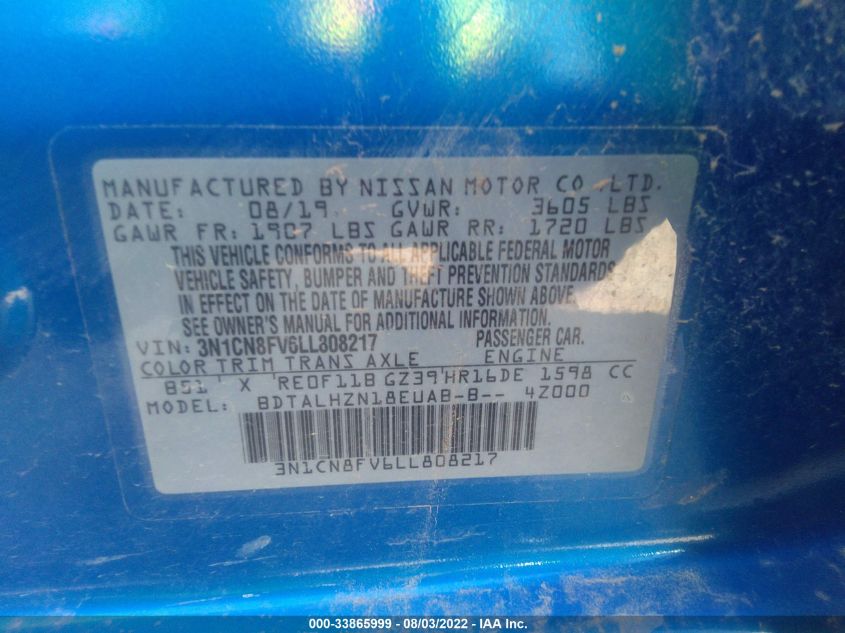 MANUFACTURED BY NISSAN MOTOR CO.,LTD.
DATE: 08/19 GVWR: 3605 LBS
GAWR FR: 1907 LBS GAWR RR: 1720 LBS
THIS VEHICLE CONFORMS TO ALL APPLICABLE FEDERAL MOTOR
VEHICLE SAFETY, BUMPER AND THEFT PREVENTION STANDARDS
IN EFFECT ON THE DATE OF MANUFACTURE SHOWN ABOVE.
SEE OWNER'S MANUAL FOR ADDITIONAL INFORMATION.
VIN: 3N1CN8FV6LL808217 PASSENGER CAR.
COLOR TRIM TRANS AXLE ENGINE
B51 X RE0F11B GZ39 HR16DE 1598 CC
MODEL: BDTALHZN18EUAB-B-- 4Z000
3N1CN8FV6LL808217
000-33865999 — 08/03/2022 — IAA Inc.